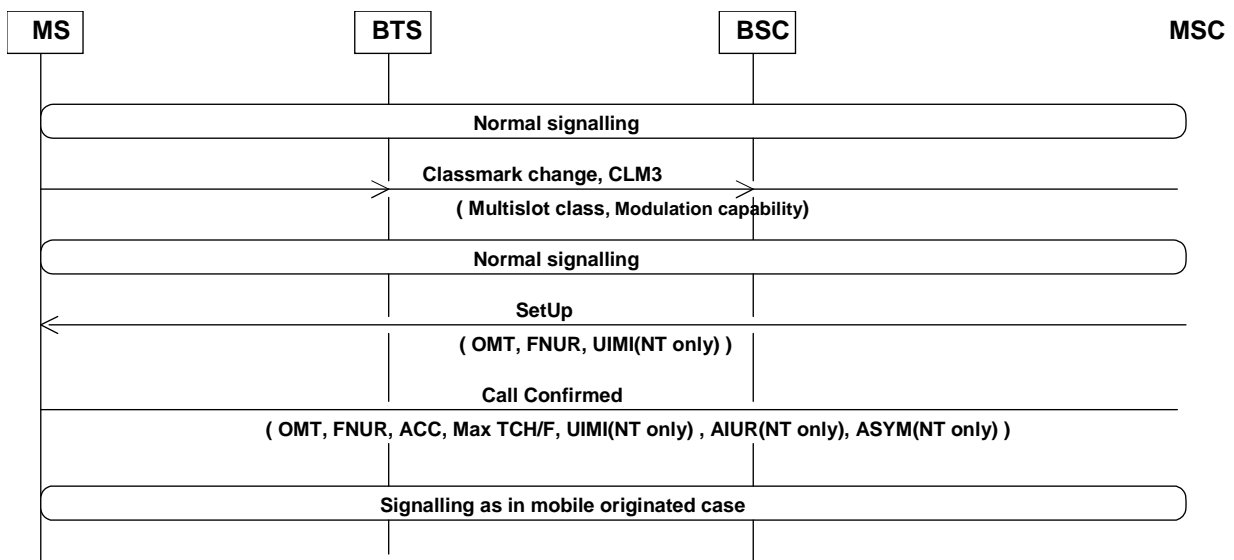 MS BTS BSC MSC
Normal signalling
Classmark change, CLM3
( Multislot class, Modulation capability)
Normal signalling
SetUp
( OMT, FNUR, UIMI(NT only) )
Call Confirmed
( OMT, FNUR, ACC, Max TCH/F, UIMI(NT only) , AIUR(NT only), ASYM(NT only) )
Signalling as in mobile originated case